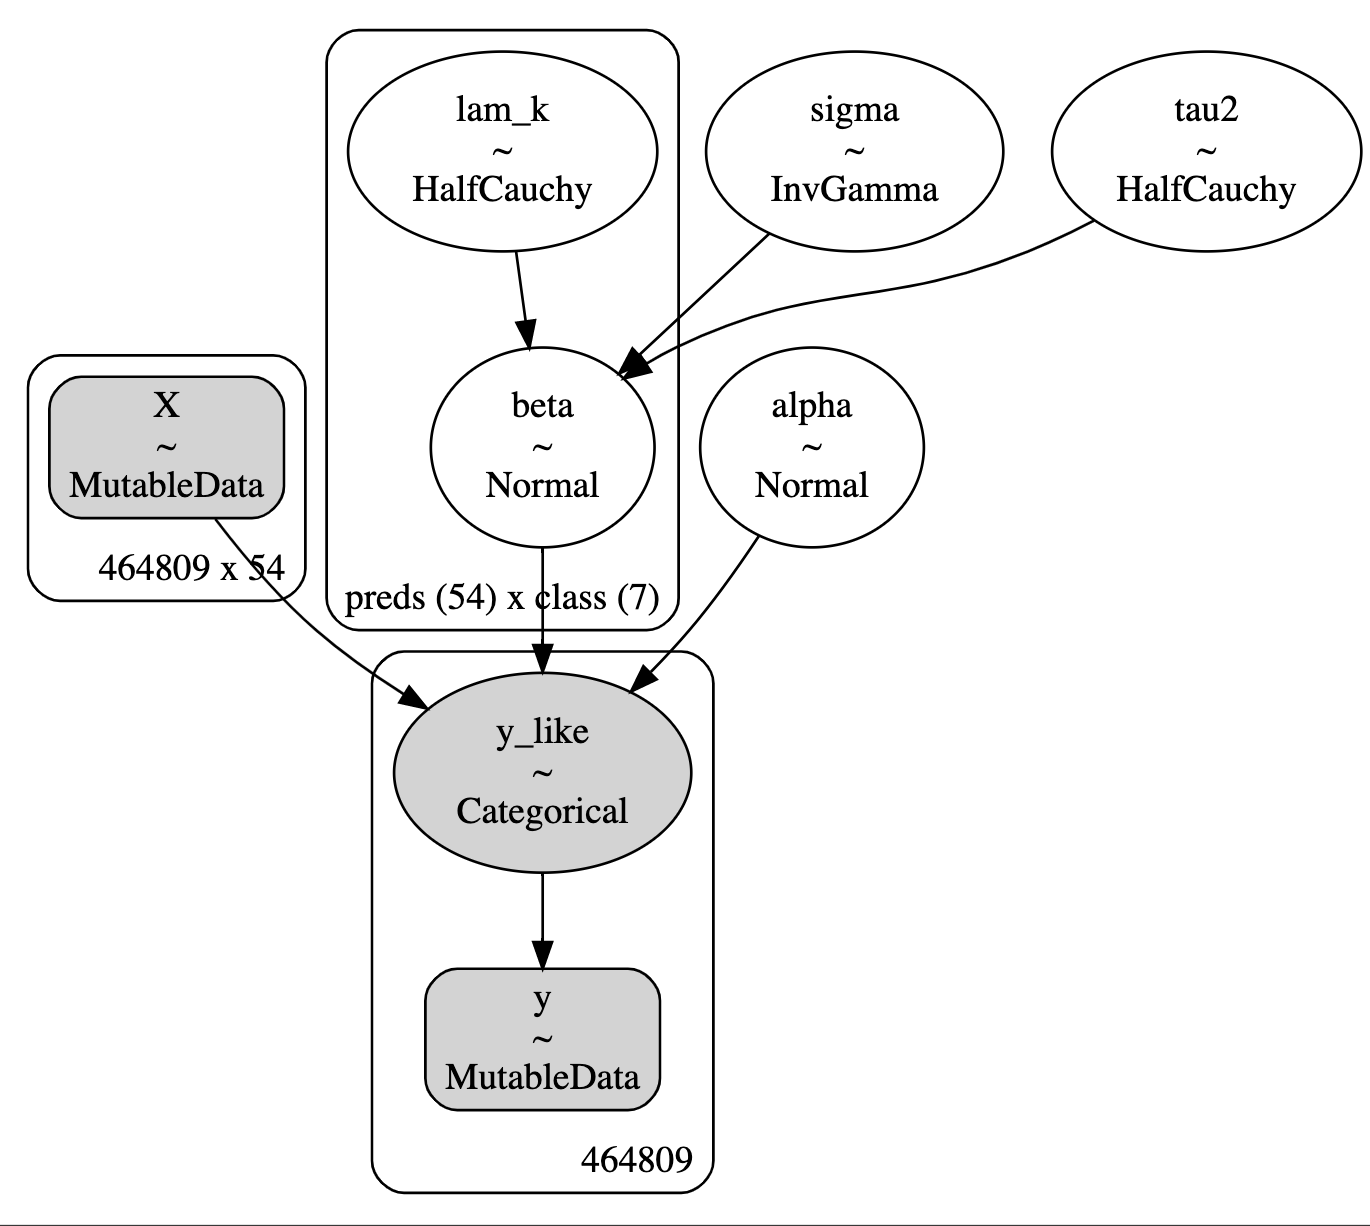 lam_k
~
HalfCauchy
sigma
~
InvGamma
tau2
~
HalfCauchy
X
~
MutableData
464809 x 54
beta
~
Normal
preds (54) x class (7)
alpha
~
Normal
y_like
~
Categorical
y
~
MutableData
464809